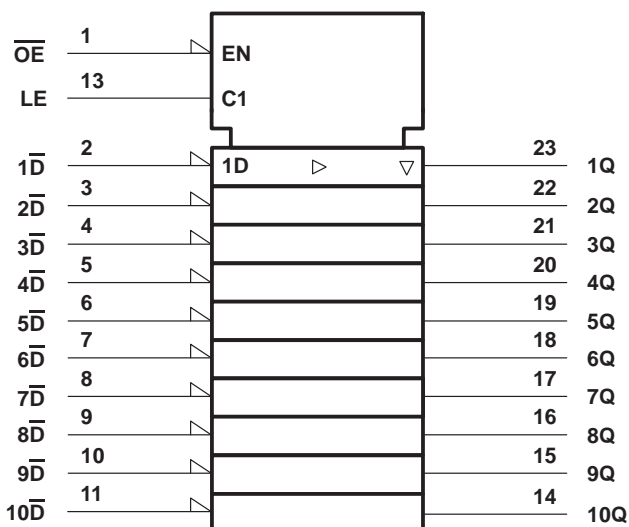 O̅E̅ 1 EN
LE 13 C1
1D̅ 2 1D 23 1Q
2D̅ 3 22 2Q
3D̅ 4 21 3Q
4D̅ 5 20 4Q
5D̅ 6 19 5Q
6D̅ 7 18 6Q
7D̅ 8 17 7Q
8D̅ 9 16 8Q
9D̅ 10 15 9Q
10D̅ 11 14 10Q